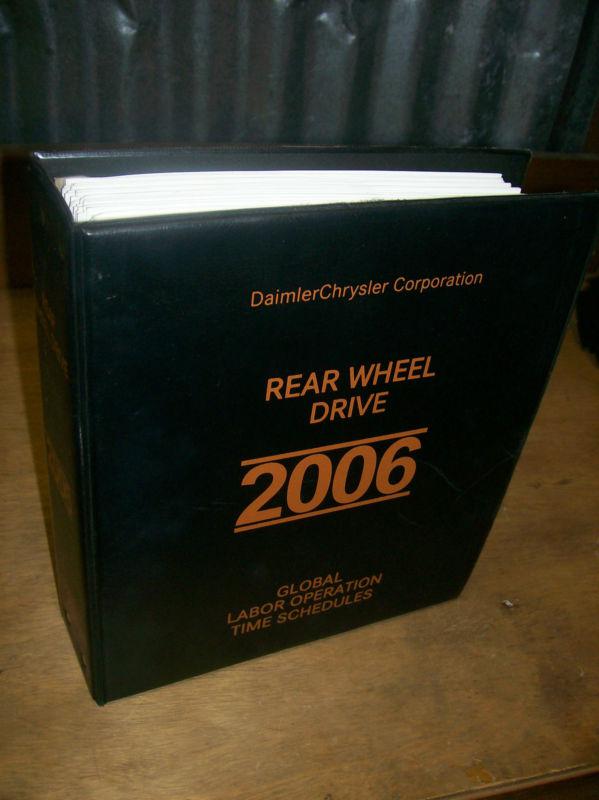 DaimlerChrysler Corporation
REAR WHEEL
DRIVE
2006
GLOBAL
LABOR OPERATION
TIME SCHEDULES